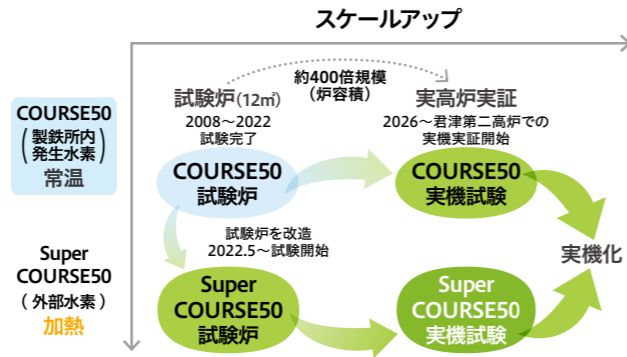 スケールアップ
約400倍規模
（炉容積）
試験炉（12㎥）
2008〜2022
試験完了
実高炉実証
2026〜君津第二高炉での
実機実証開始
COURSE50
（製鉄所内
発生水素）
常温
COURSE50
試験炉
COURSE50
実機試験
試験炉を改造
2022.5〜試験開始
実機化
Super
COURSE50
（外部水素）
加熱
Super
COURSE50
試験炉
Super
COURSE50
実機試験